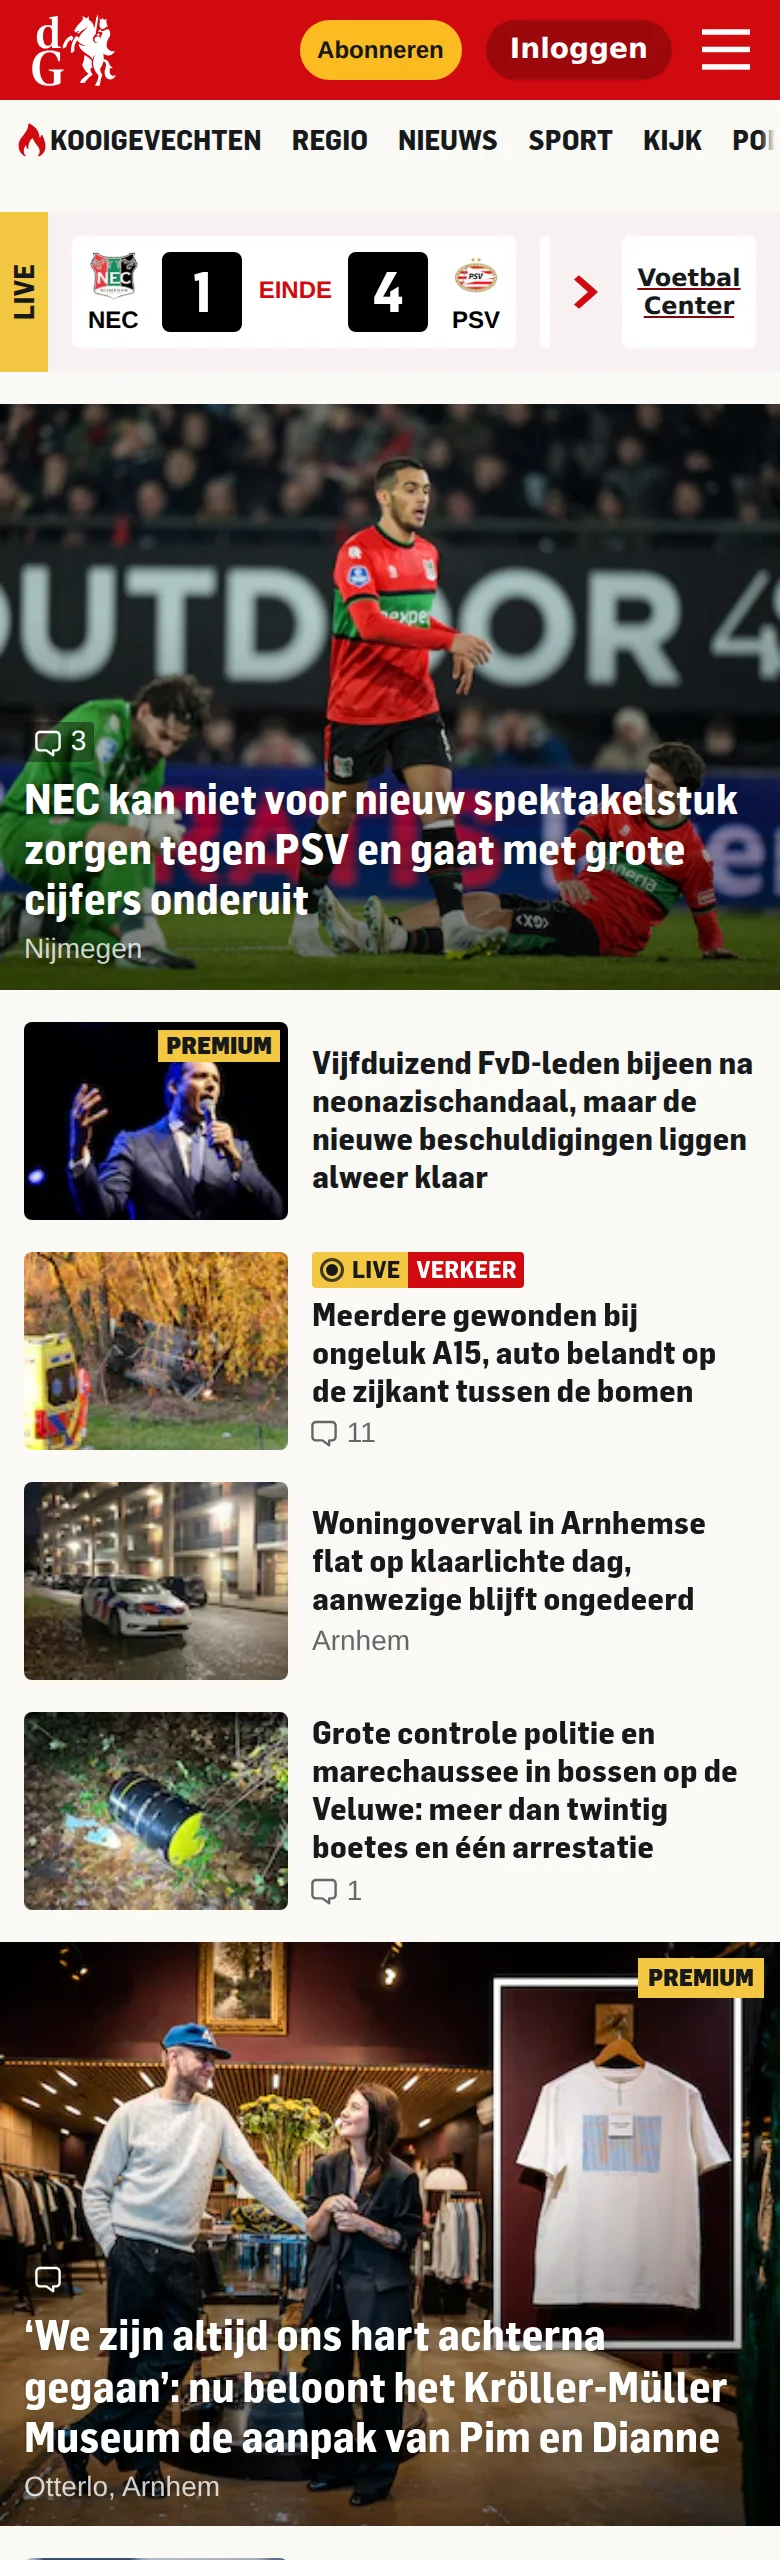 dG
Abonneren
Inloggen
KOOIGEVECHTEN REGIO NIEUWS SPORT KIJK
LIVE
NEC
1
EINDE
4
PSV
Voetbal
Center
OUTDOOR 4
3
NEC kan niet voor nieuw spektakelstuk
zorgen tegen PSV en gaat met grote
cijfers onderuit
Nijmegen
PREMIUM
Vijfduizend FvD-leden bijeen na
neonazischandaal, maar de
nieuwe beschuldigingen liggen
alweer klaar
LIVE VERKEER
Meerdere gewonden bij
ongeluk A15, auto belandt op
de zijkant tussen de bomen
11
Woningoverval in Arnhemse
flat op klaarlichte dag,
aanwezige blijft ongedeerd
Arnhem
Grote controle politie en
marechaussee in bossen op de
Veluwe: meer dan twintig
boetes en één arrestatie
1
PREMIUM
‘We zijn altijd ons hart achterna
gegaan’: nu beloont het Kröller-Müller
Museum de aanpak van Pim en Dianne
Otterlo, Arnhem